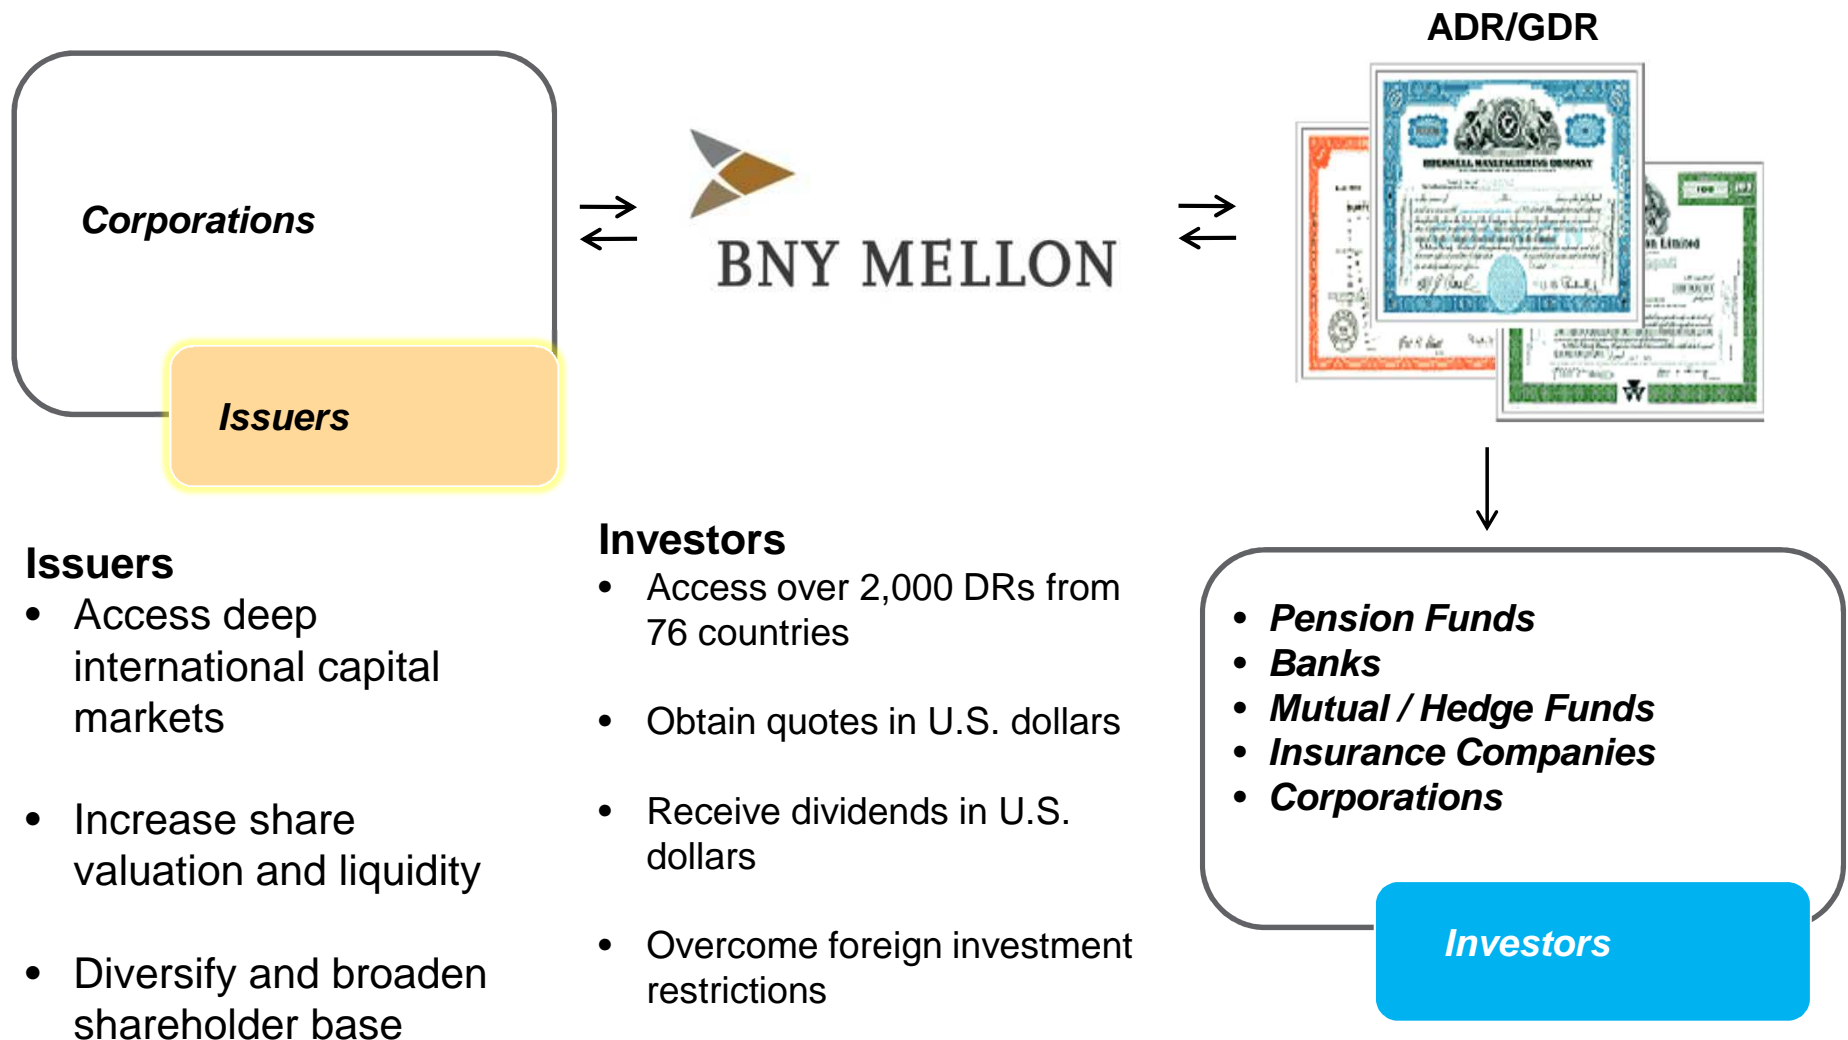 ADR/GDR
Corporations
BNY MELLON
Issuers
Issuers
• Access deep
international capital
markets
• Increase share
valuation and liquidity
• Diversify and broaden
shareholder base
Investors
• Access over 2,000 DRs from
76 countries
• Obtain quotes in U.S. dollars
• Receive dividends in U.S.
dollars
• Overcome foreign investment
restrictions
• Pension Funds
• Banks
• Mutual / Hedge Funds
• Insurance Companies
• Corporations
Investors